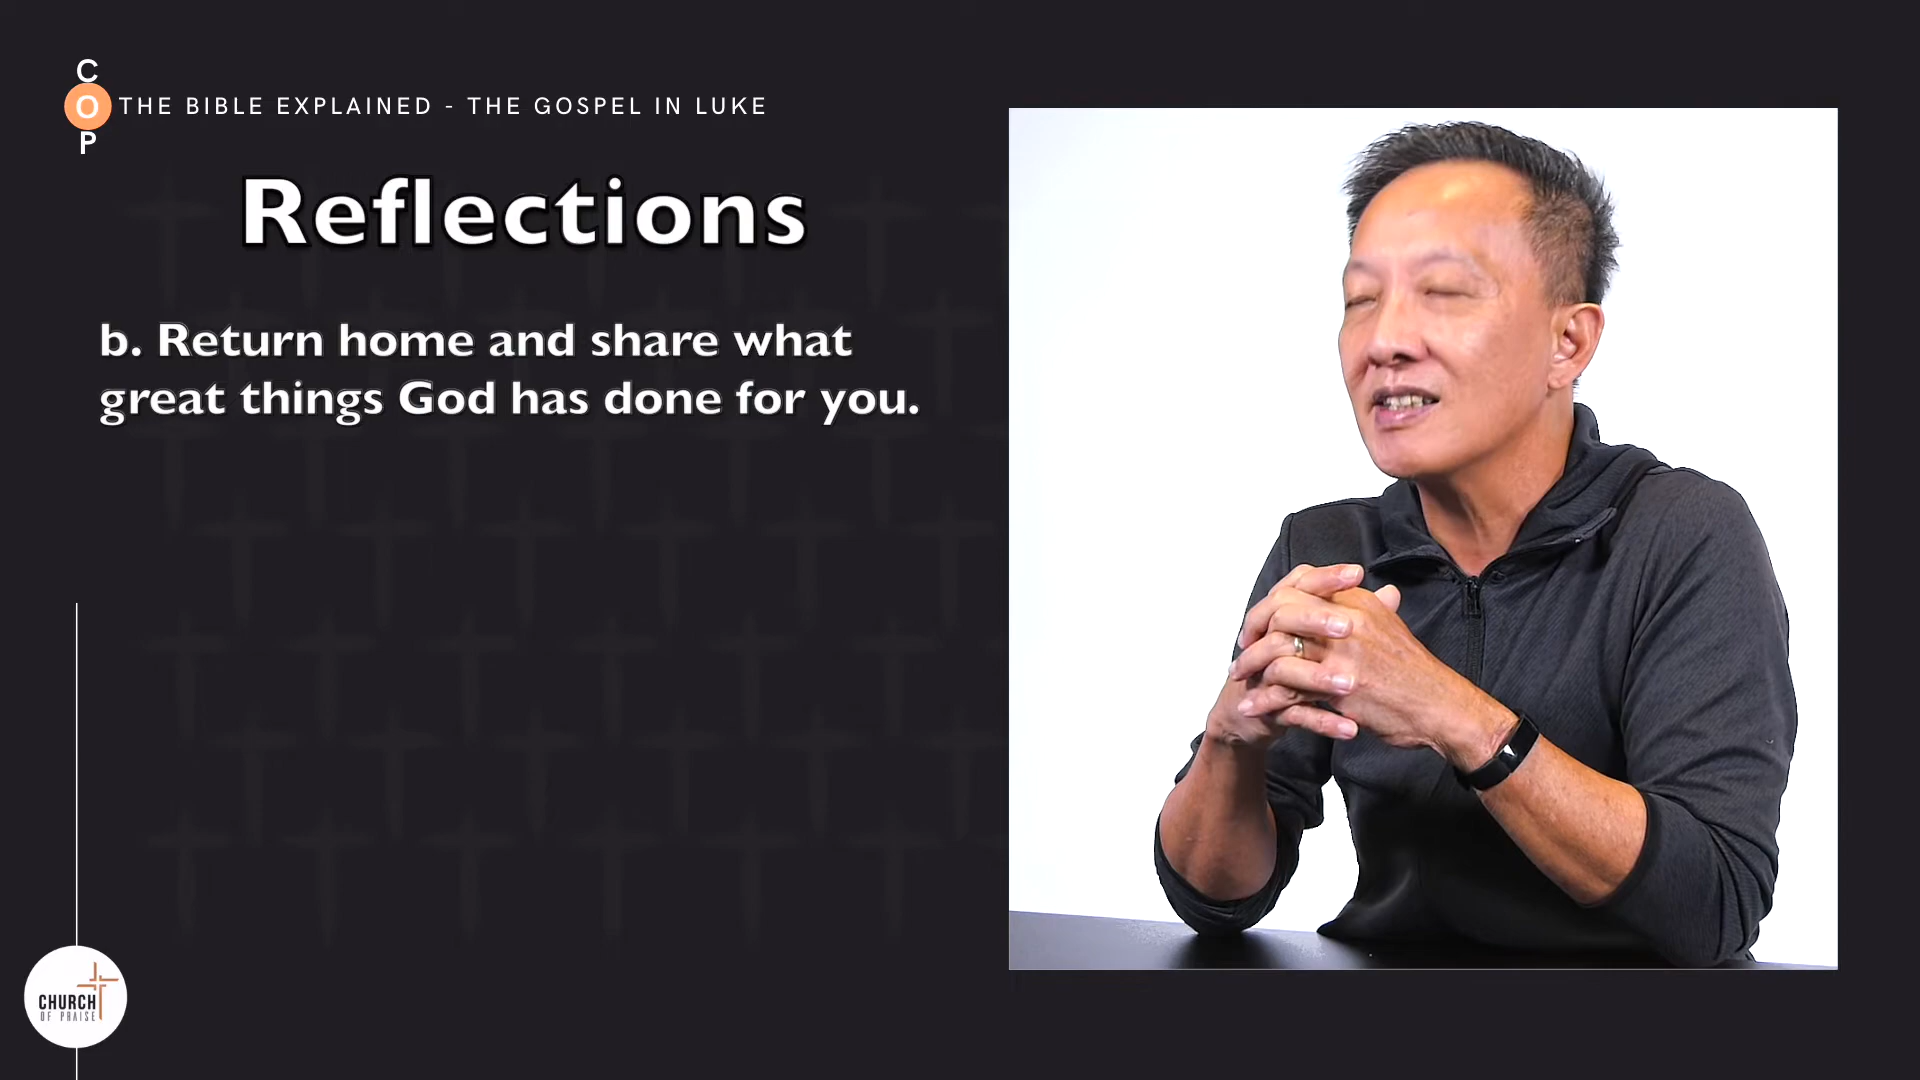 C
O THE BIBLE EXPLAINED - THE GOSPEL IN LUKE
P
Reflections
b. Return home and share what
great things God has done for you.
CHURCH
OF PRAISE